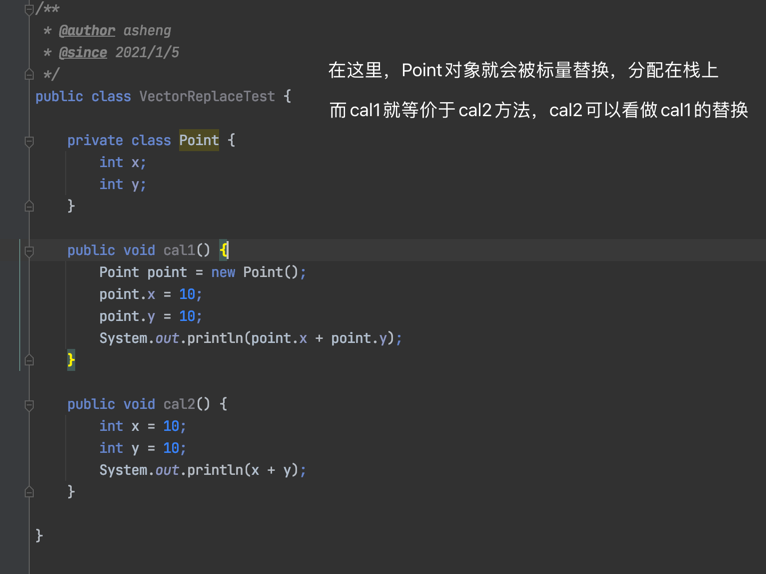 /**
 * @author asheng
 * @since 2021/1/5
 */
在这里，Point对象就会被标量替换，分配在栈上
public class VectorReplaceTest {
而cal1就等价于cal2方法，cal2可以看做cal1的替换
    private class Point {
        int x;
        int y;
    }
    public void cal1() {
        Point point = new Point();
        point.x = 10;
        point.y = 10;
        System.out.println(point.x + point.y);
    }
    public void cal2() {
        int x = 10;
        int y = 10;
        System.out.println(x + y);
    }
}